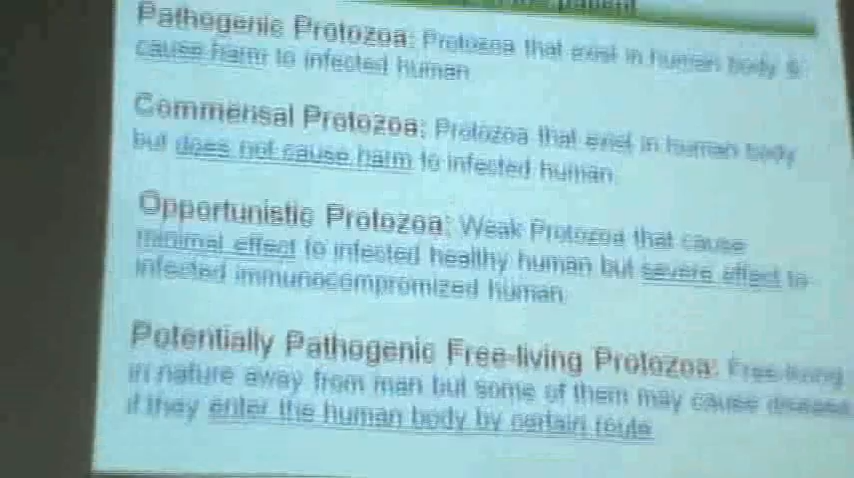 patient
Pathogenic Protozoa: Protozoa that exist in human body &
cause harm to infected human
Commensal Protozoa: Protozoa that exist in human body
but does not cause harm to infected human.
Opportunistic Protozoa: Weak Protozoa that cause
minimal effect to infected healthy human but severe effect to
infected immunocompromized human
Potentially Pathogenic Free-living Protozoa: Free-living
in nature away from man but some of them may cause disease
if they enter the human body by certain route